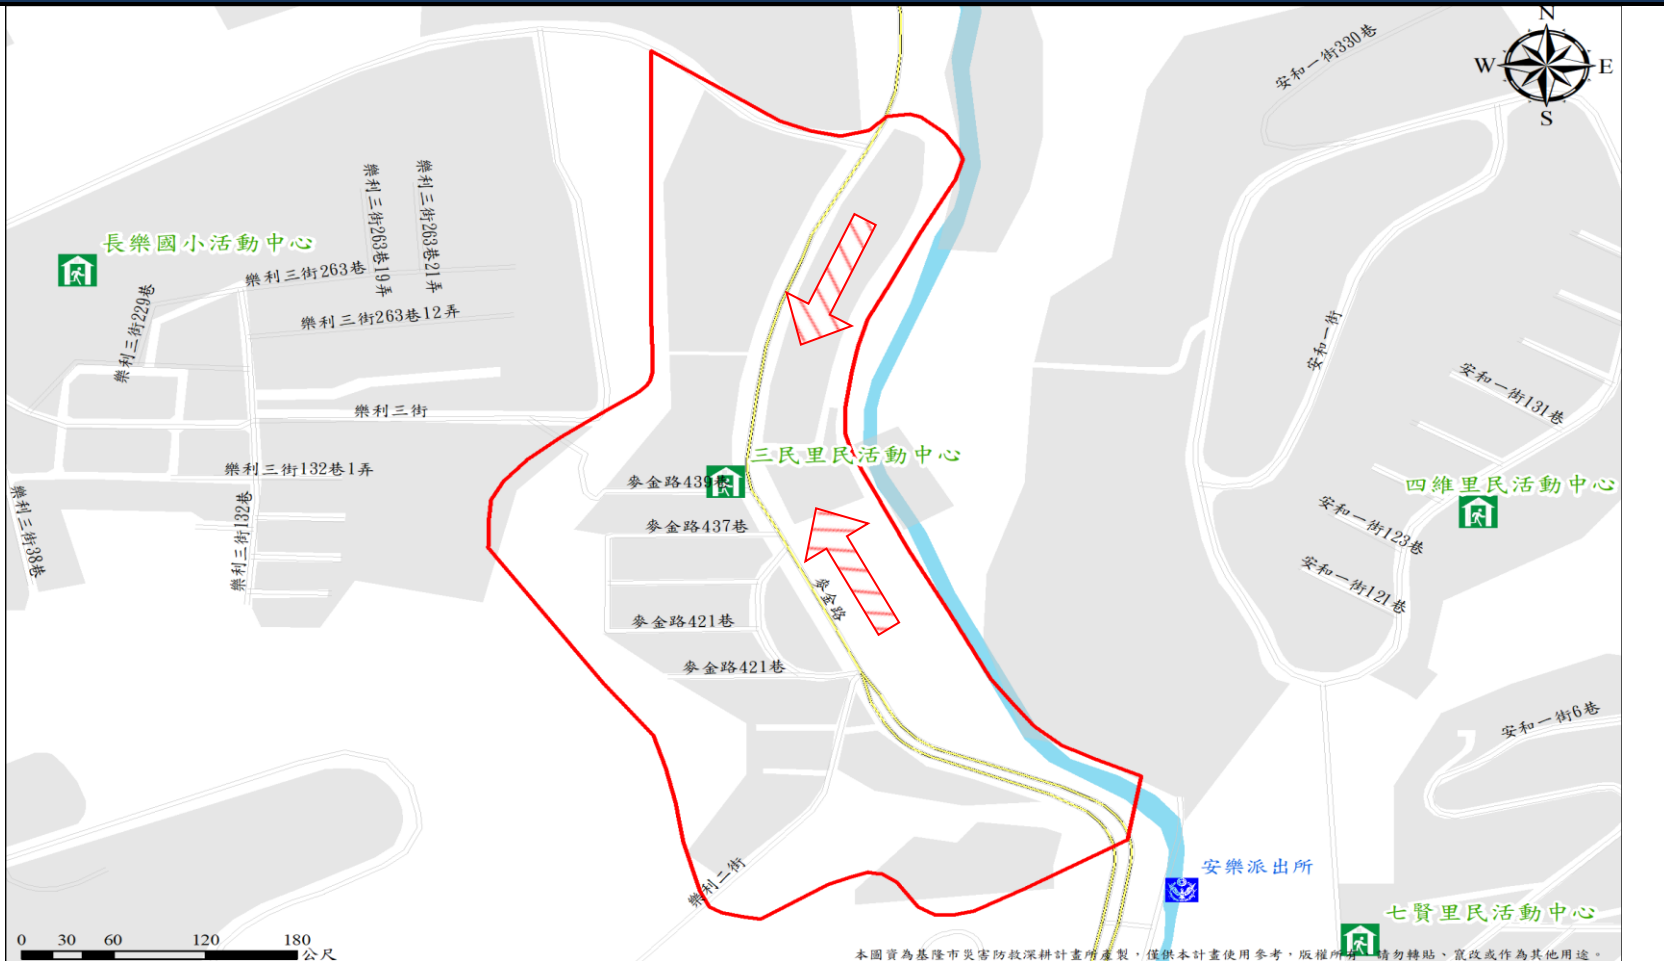 N
W
E
S
安和一街330巷
長樂國小活動中心
樂利三街263巷
樂利三街263巷19弄
樂利三街263巷21弄
樂利三街229巷
樂利三街263巷12弄
安和一街
安和一街131巷
樂利三街
三民里民活動中心
樂利三街132巷1弄
麥金路439巷
四維里民活動中心
樂利三街38巷
樂利三街132巷
麥金路437巷
安和一街123巷
麥金路
安和一街121巷
麥金路421巷
麥金路421巷
安和一街6巷
樂利二街
安樂派出所
七賢里民活動中心
0 30 60 120 180
公尺
本圖資為基隆市災害防救深耕計畫所產製，僅供本計畫使用參考，版權所有，請勿轉貼、竄改或作為其他用途。